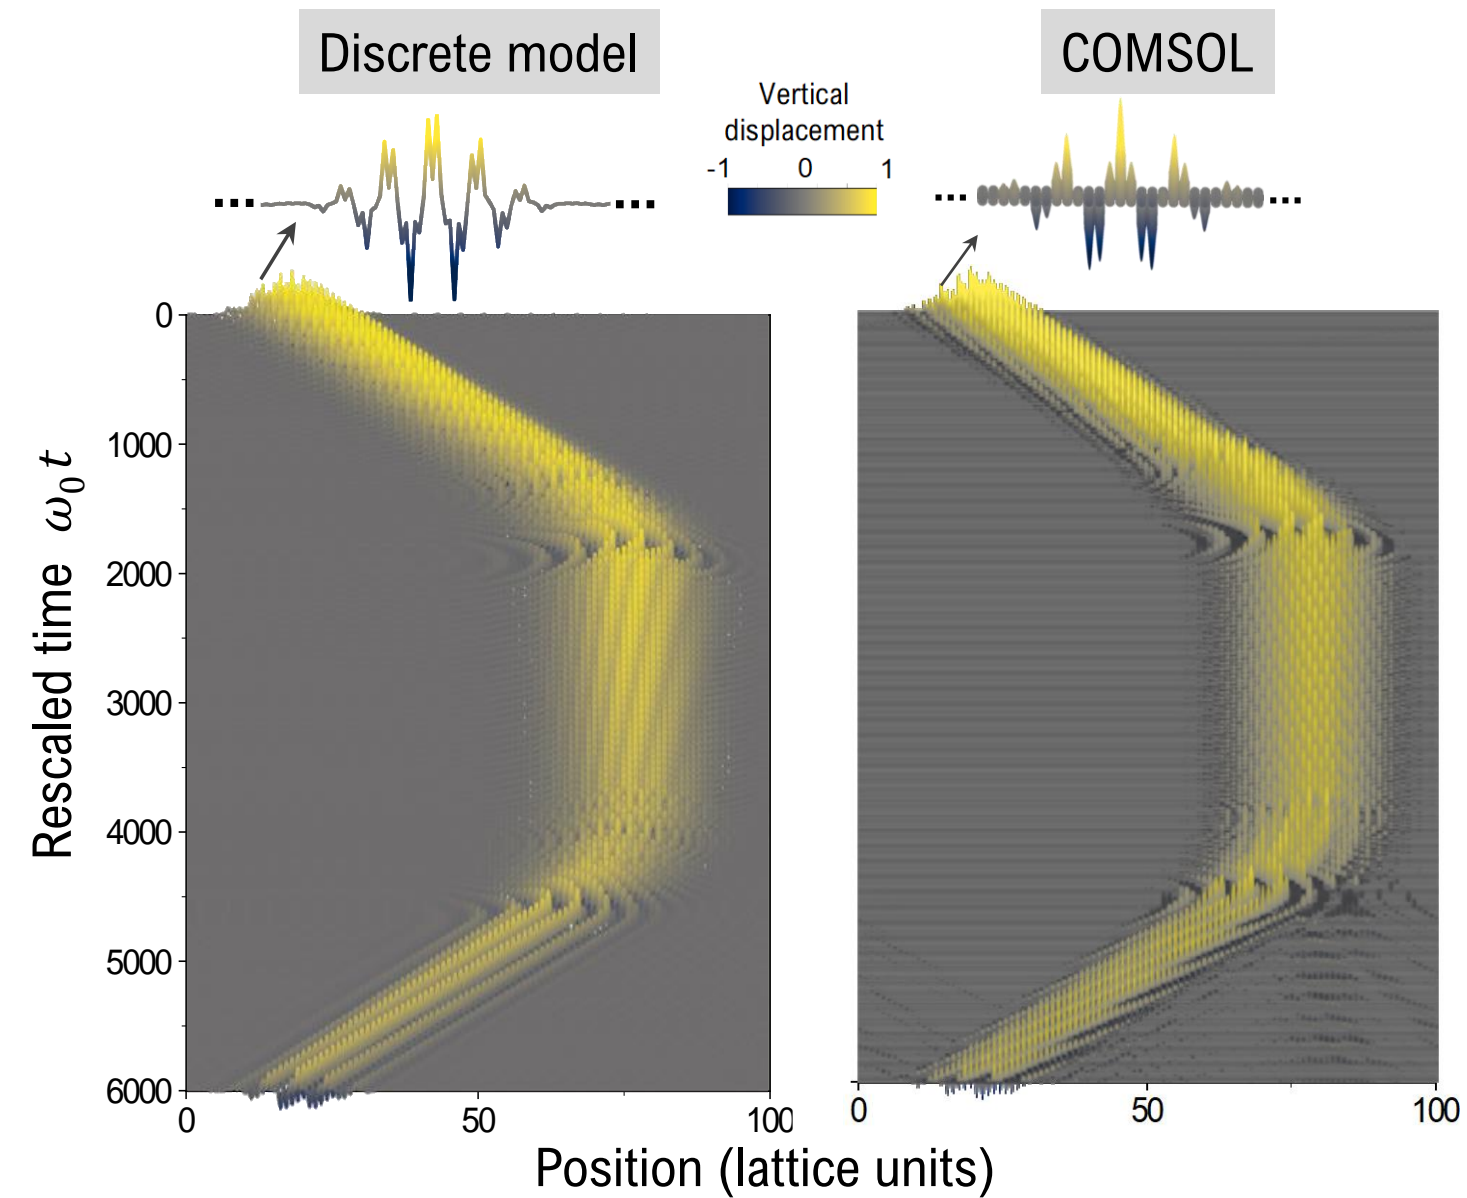 Discrete model
COMSOL
Vertical
displacement
-1 0 1
0
1000
2000
3000
4000
5000
6000
Rescaled time ω₀t
0 50 100
0 50 100
Position (lattice units)